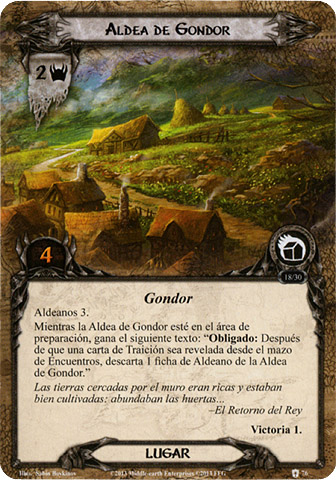 ALDEA DE GONDOR
2
4
18/30
Gondor
Aldeanos 3.
Mientras la Aldea de Gondor esté en el área de
preparación, gana el siguiente texto: “Obligado: Después
de que una carta de Traición sea revelada desde el mazo
de Encuentros, descarta 1 ficha de Aldeano de la Aldea
de Gondor.”
Las tierras cercadas por el muro eran ricas y estaban
bien cultivadas: abundaban las huertas...
–El Retorno del Rey
Victoria 1.
LUGAR
76